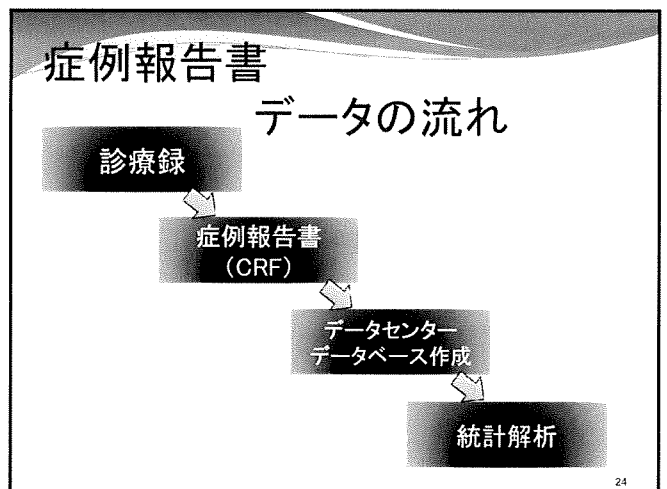 症例報告書
データの流れ
診療録
症例報告書
（CRF）
データセンター
データベース作成
統計解析
24